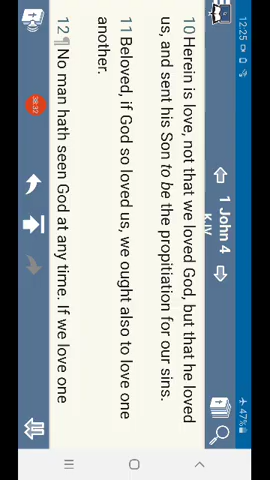 12:25
47%
1 John 4
KJV
10 Herein is love, not that we loved God, but that he loved
us, and sent his Son to be the propitiation for our sins.
11 Beloved, if God so loved us, we ought also to love one
another.
12 ¶No man hath seen God at any time. If we love one
38:32